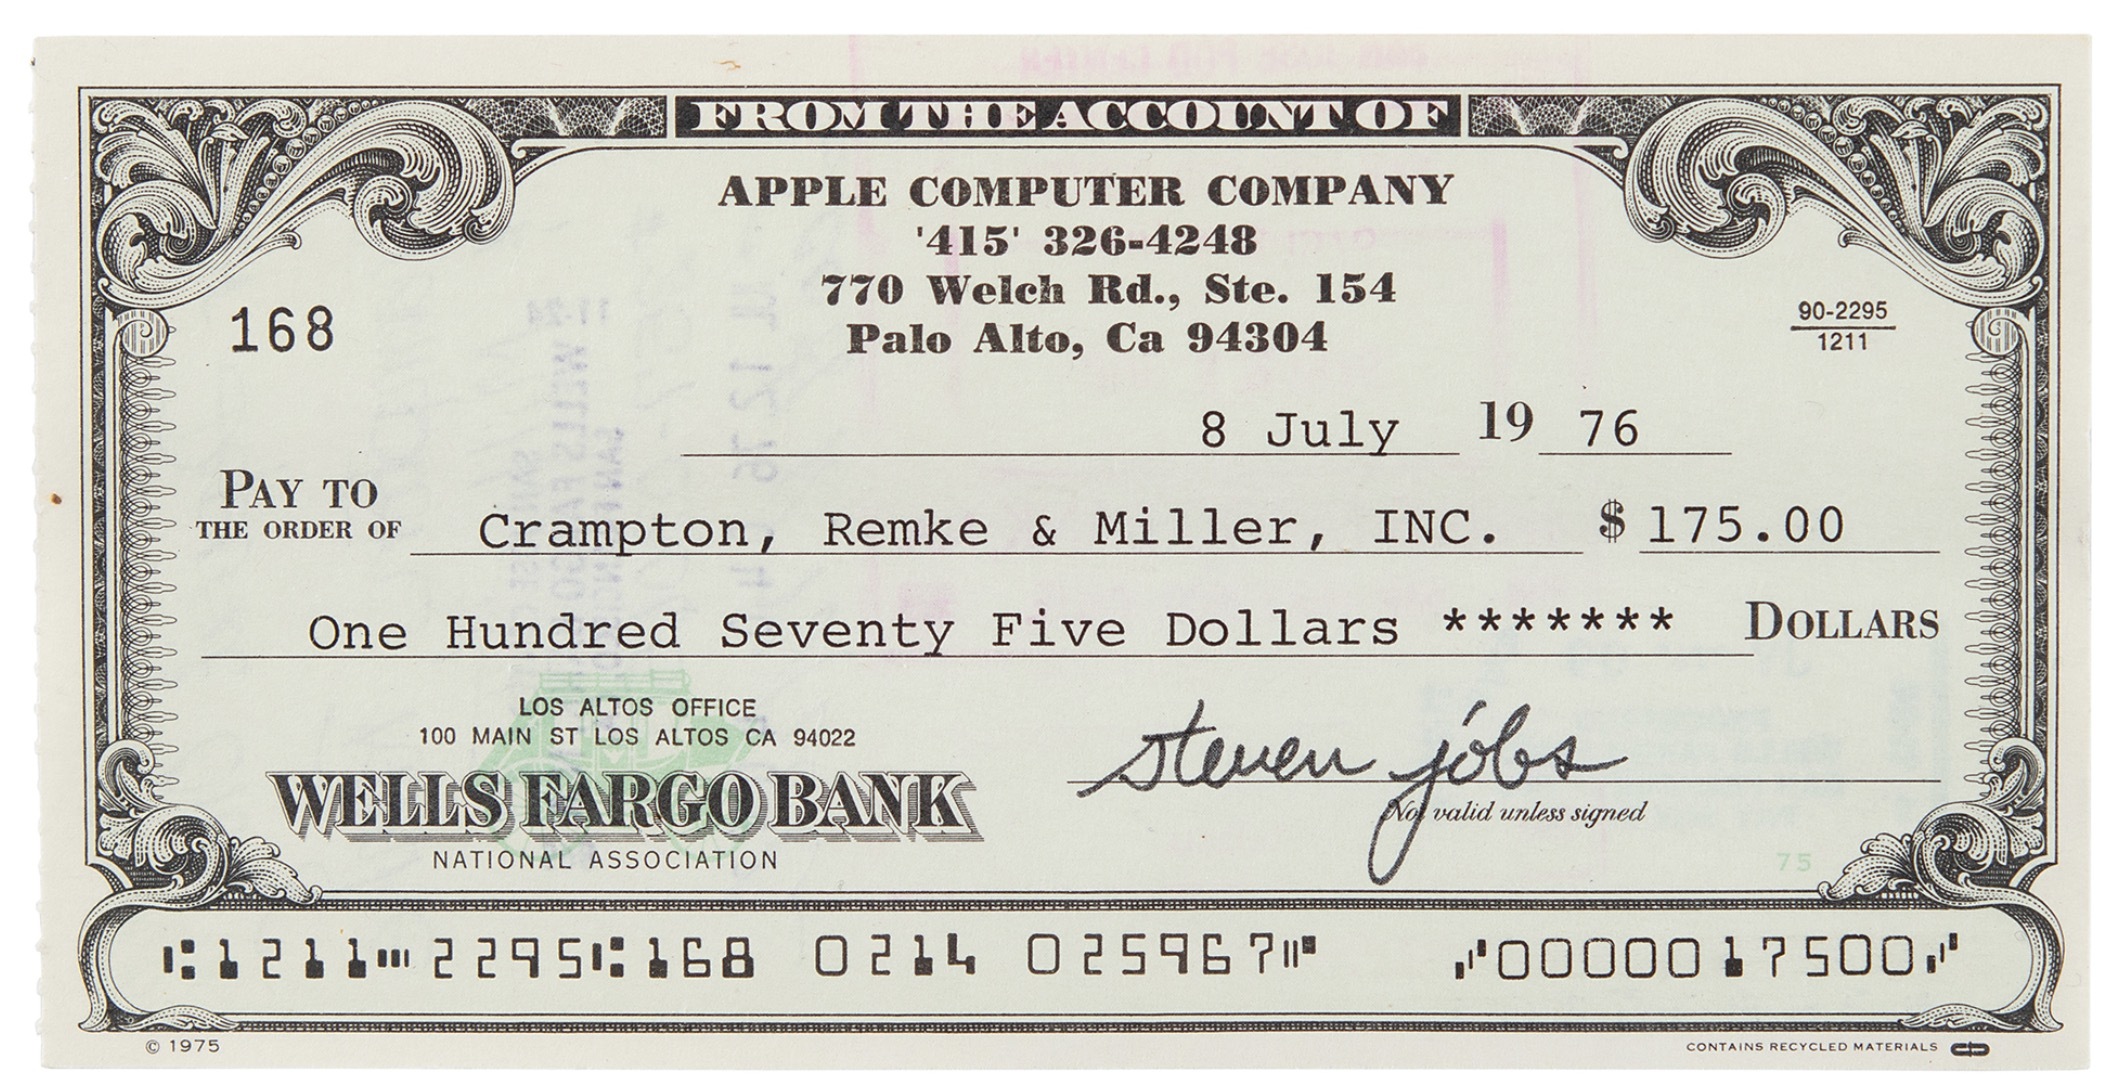 FROM THE ACCOUNT OF
APPLE COMPUTER COMPANY
'415' 326-4248
770 Welch Rd., Ste. 154
Palo Alto, Ca 94304
168
90-2295
1211
8 July 19 76
PAY TO
THE ORDER OF Crampton, Remke & Miller, INC. $ 175.00
One Hundred Seventy Five Dollars ******* DOLLARS
LOS ALTOS OFFICE
100 MAIN ST LOS ALTOS CA 94022
WELLS FARGO BANK
NATIONAL ASSOCIATION
steven jobs
Not valid unless signed
75
⑆1211⑉2295⑆168 0214 025967⑈ ⑇0000017500⑇
© 1975
CONTAINS RECYCLED MATERIALS